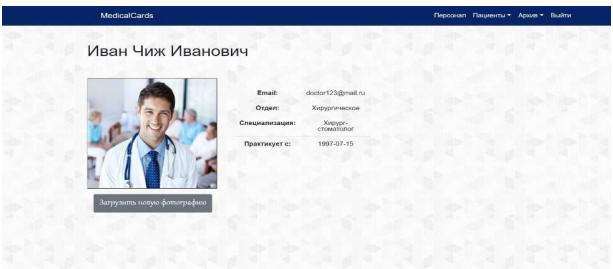 MedicalCards
Персонал Пациенты Архив Выйти
Иван Чиж Иванович
Email: doctor123@mail.ru
Отдел: Хирургическое
Специализация: Хирург-
стоматолог
Практикует с: 1997-07-15
Загрузить новую фотографию